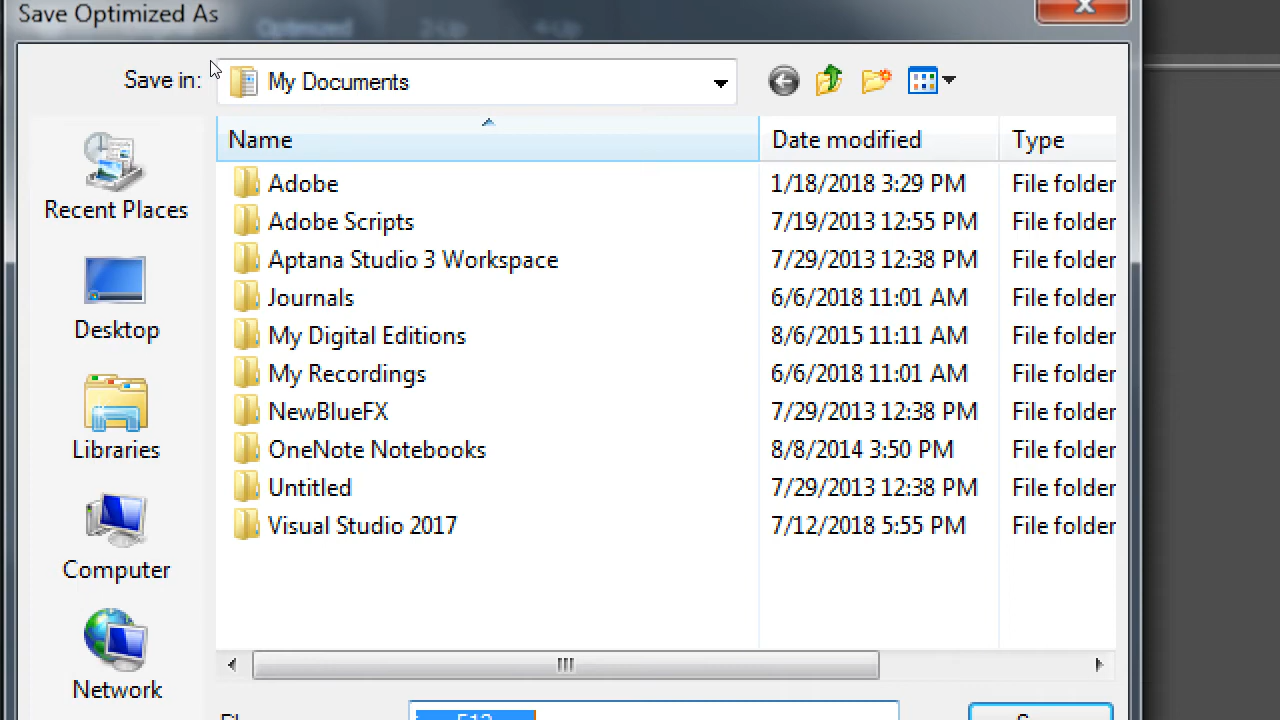 Save Optimized As
Optimized 2-Up 4-Up
Save in: My Documents
Name Date modified Type
Recent Places
Desktop
Libraries
Computer
Network
Adobe 1/18/2018 3:29 PM File folder
Adobe Scripts 7/19/2013 12:55 PM File folder
Aptana Studio 3 Workspace 7/29/2013 12:38 PM File folder
Journals 6/6/2018 11:01 AM File folder
My Digital Editions 8/6/2015 11:11 AM File folder
My Recordings 6/6/2018 11:01 AM File folder
NewBlueFX 7/29/2013 12:38 PM File folder
OneNote Notebooks 8/8/2014 3:50 PM File folder
Untitled 7/29/2013 12:38 PM File folder
Visual Studio 2017 7/12/2018 5:55 PM File folder